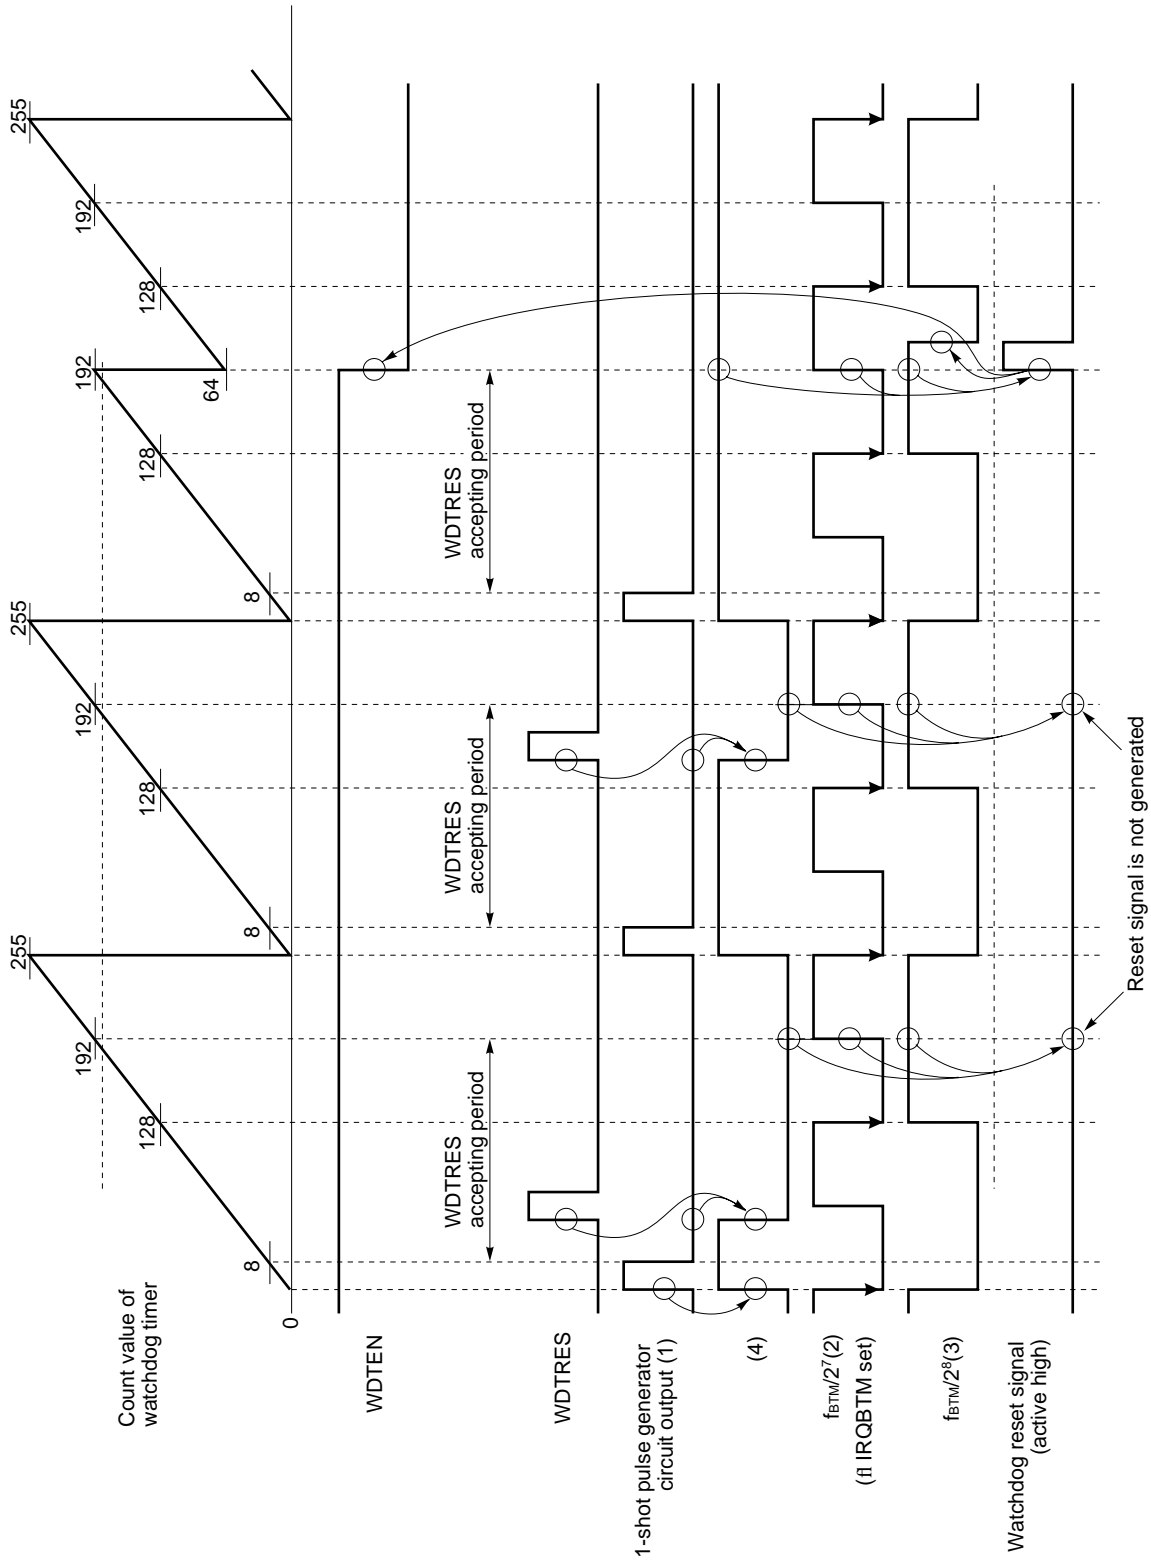 Count value of
watchdog timer
0
8
128
192
255
8
128
192
255
8
128
192
64
128
192
255
WDTEN
WDTRES
accepting period
WDTRES
accepting period
WDTRES
accepting period
WDTRES
1-shot pulse generator
circuit output (1)
(4)
fBTM/2⁷(2)
(fl IRQBTM set)
fBTM/2⁸(3)
Watchdog reset signal
(active high)
Reset signal is not generated